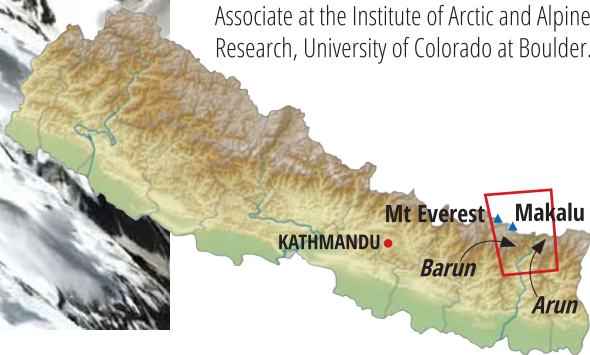 Associate at the Institute of Arctic and Alpine
Research, University of Colorado at Boulder.
Mt Everest
Makalu
KATHMANDU
Barun
Arun